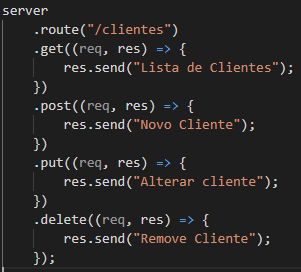 server
    .route("/clientes")
    .get((req, res) => {
        res.send("Lista de Clientes");
    })
    .post((req, res) => {
        res.send("Novo Cliente");
    })
    .put((req, res) => {
        res.send("Alterar cliente");
    })
    .delete((req, res) => {
        res.send("Remove Cliente");
    });